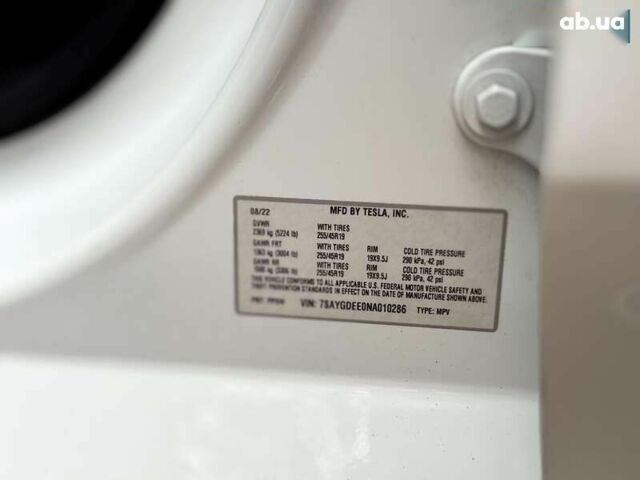 ab.ua
08/22 MFD BY TESLA, INC.
GVWR WITH TIRES
2369 kg (5224 lb) 255/45R19
GAWR FRT WITH TIRES RIM COLD TIRE PRESSURE
1363 kg (3004 lb) 255/45R19 19X9.5J 290 kPa, 42 psi
GAWR RR WITH TIRES RIM COLD TIRE PRESSURE
255/45R19 19X9.5J 290 kPa, 42 psi
THIS VEHICLE CONFORMS TO ALL APPLICABLE U.S. FEDERAL MOTOR VEHICLE SAFETY AND
THEFT PREVENTION STANDARDS IN EFFECT ON THE DATE OF MANUFACTURE SHOWN ABOVE.
VIN: 7SAYGDEE0NA010286 TYPE: MPV